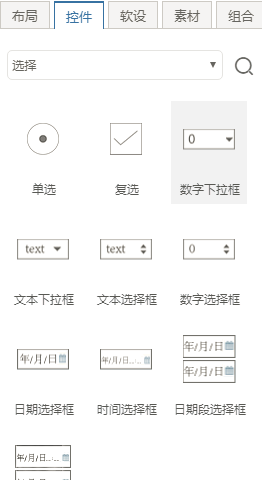 布局 控件 软设 素材 组合
选择
0
单选 复选 数字下拉框
text text 0
文本下拉框 文本选择框 数字选择框
年/月/日
年/月/日 年/月/日...:.. 年/月/日
日期选择框 时间选择框 日期段选择框
年/月/日...:..